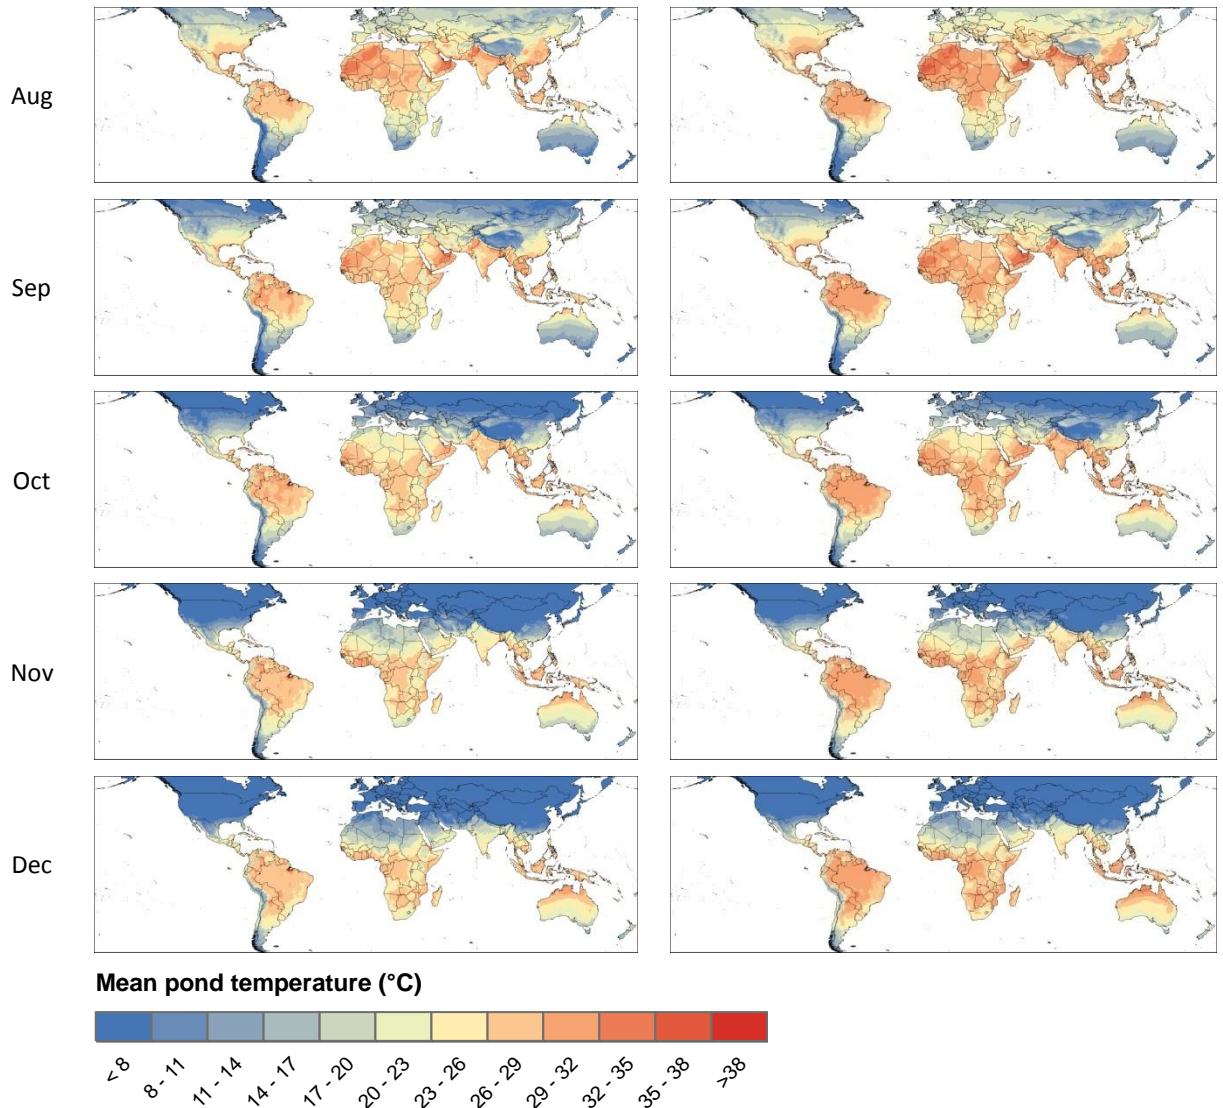 Aug
Sep
Oct
Nov
Dec
Mean pond temperature (°C)
< 8
8 - 11
11 - 14
14 - 17
17 - 20
20 - 23
23 - 26
26 - 29
29 - 32
32 - 35
35 - 38
>38